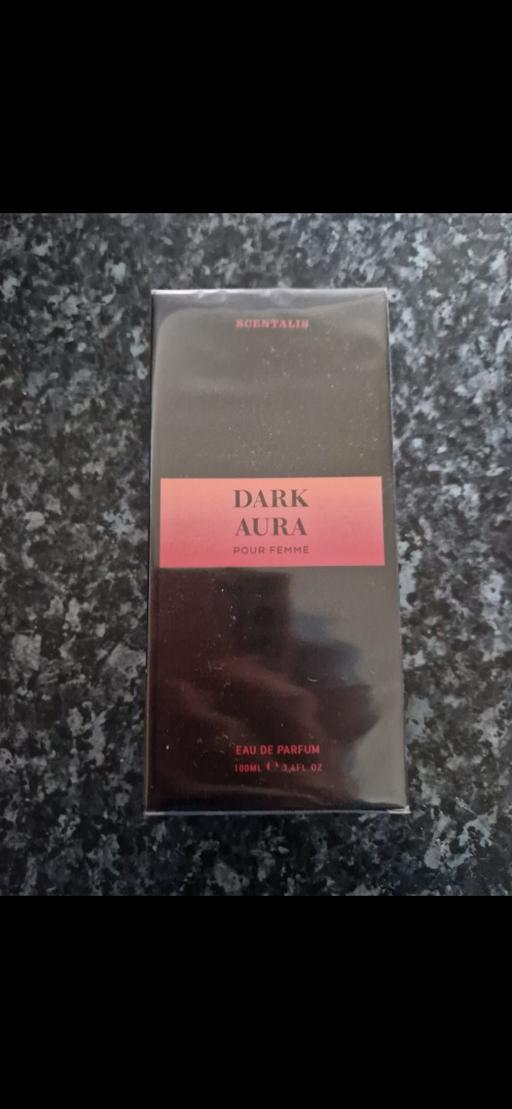 SCENTALIS
DARK
AURA
POUR FEMME
EAU DE PARFUM
100ML ℮ 3.4FL.OZ